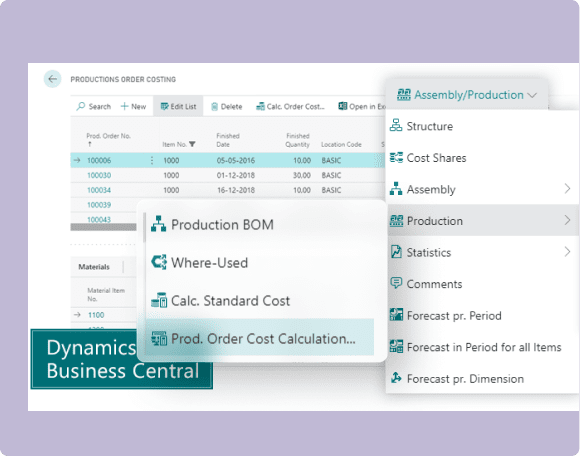 PRODUCTIONS ORDER COSTING
Search New Edit List Delete Calc. Order Cost... Open in Ex
Prod. Order No. ↑ Item No. Finished Date Finished Quantity Location Code S
→ 100006 1000 05-05-2016 10.00 BASIC
100030 1000 01-12-2018 30.00 BASIC
100034 1000 16-12-2018 10.00 BASIC
100039
100043
Materials
Material Item No.
→ 1100
Assembly/Production
Structure
Cost Shares
Assembly
Production
Statistics
Comments
Forecast pr. Period
Forecast in Period for all Items
Forecast pr. Dimension
Production BOM
Where-Used
Calc. Standard Cost
Prod. Order Cost Calculation...
Dynamics
Business Central